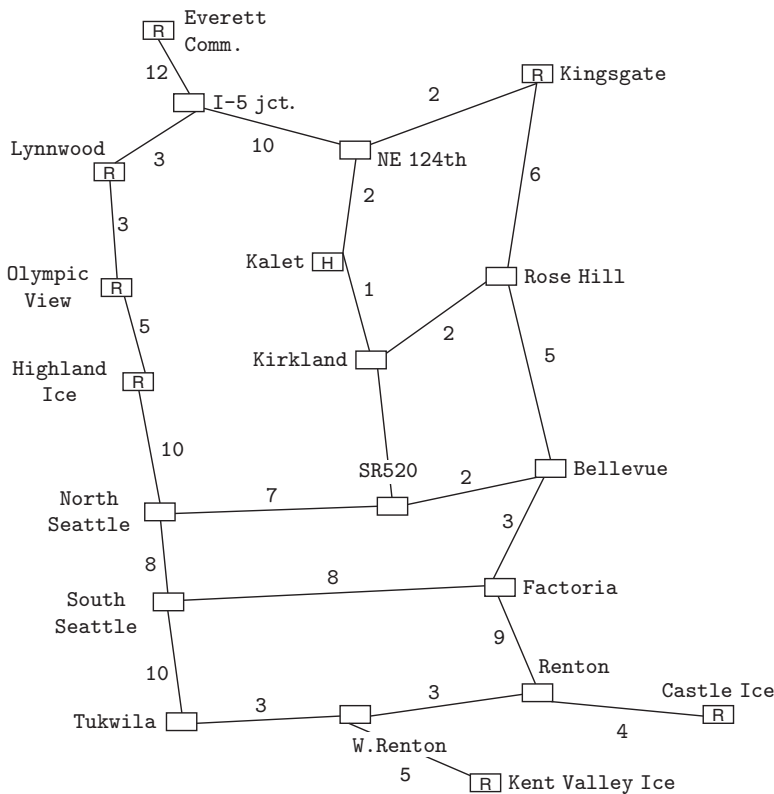 Everett
Comm.
R
12
I-5 jct.
R
Kingsgate
2
Lynnwood
R
3
10
NE 124th
3
2
6
Olympic
View
R
Kalet
H
Rose Hill
5
1
2
Highland
Ice
R
Kirkland
5
10
SR520
Bellevue
North
Seattle
7
2
8
3
8
Factoria
South
Seattle
9
10
Renton
Castle Ice
R
Tukwila
3
3
4
W.Renton
5
R
Kent Valley Ice